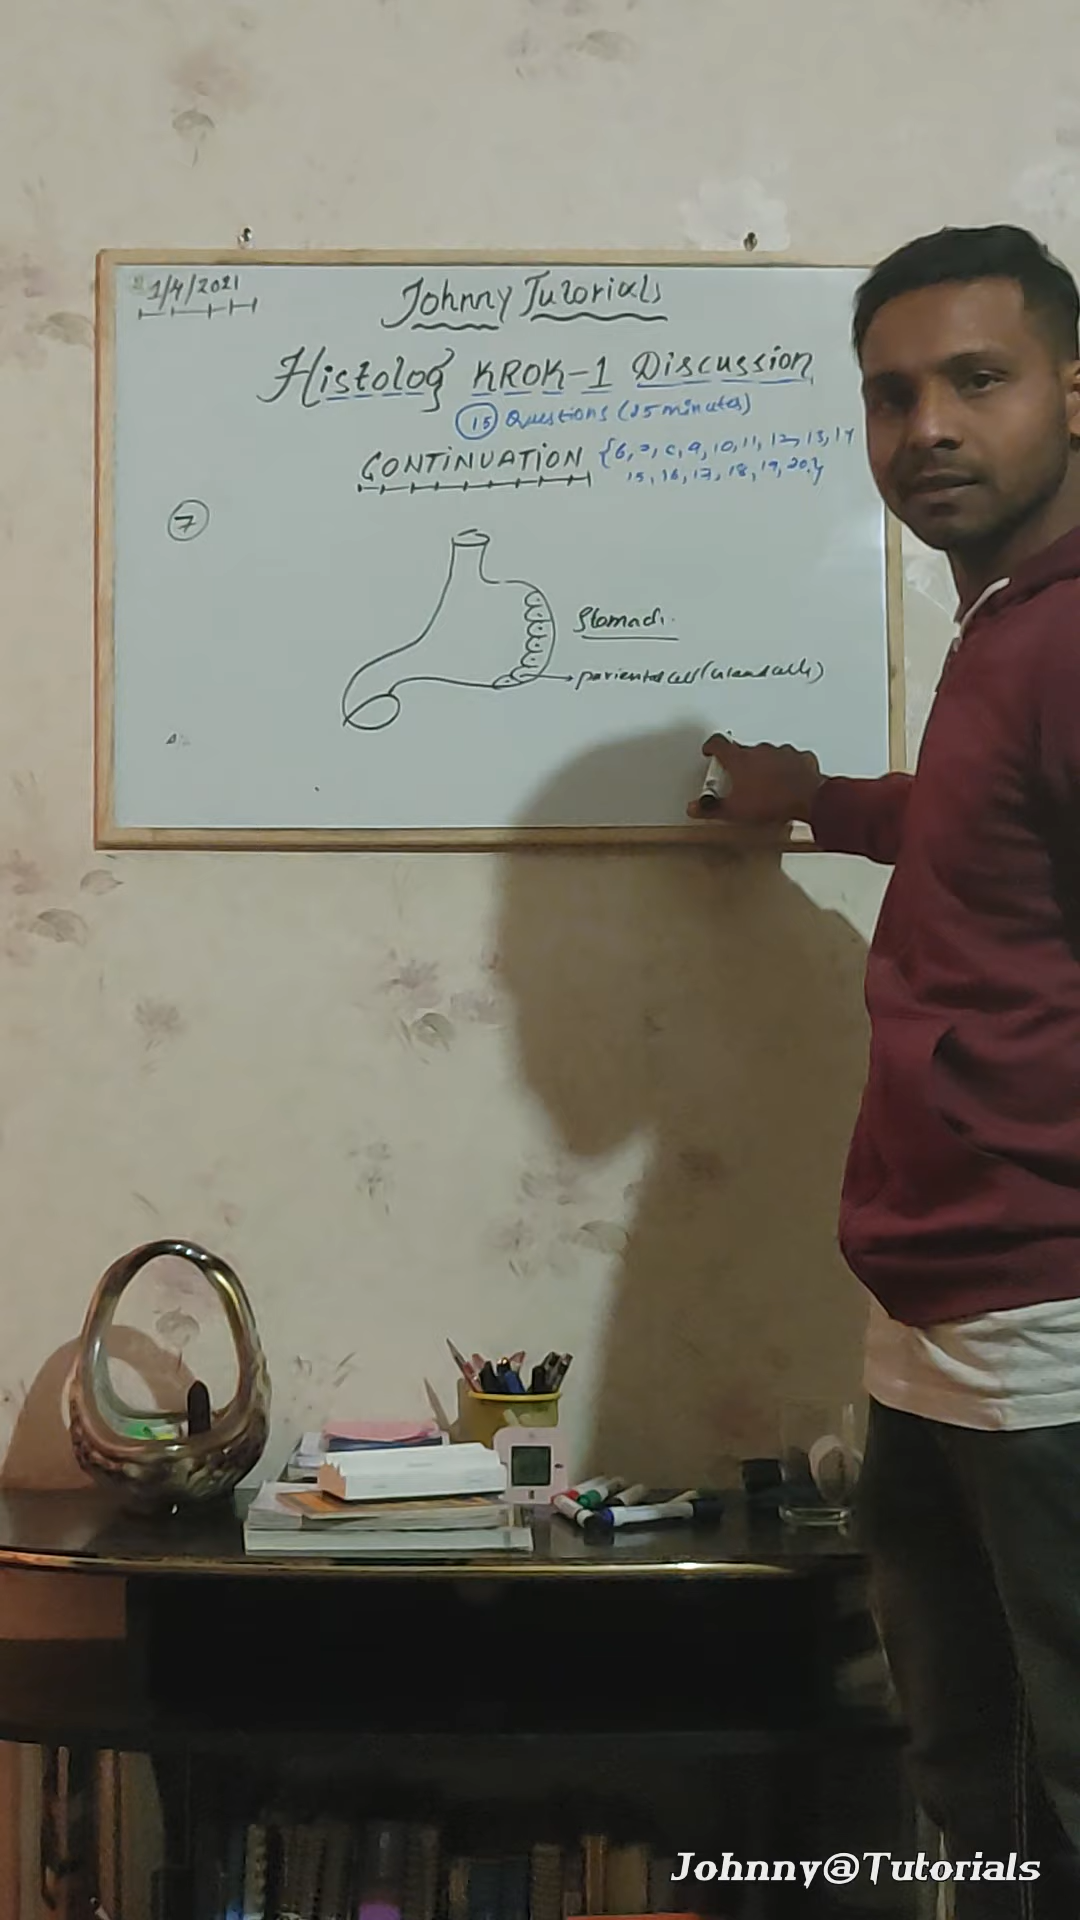 1/4/2021
Johnny Tutorials
Histolog KROK-1 Discussion
15 Questions (15 minutes)
CONTINUATION {6, 7, 8, 9, 10, 11, 12, 13, 14
15, 16, 17, 18, 19, 20.}
7
Stomach.
cell
Johnny@Tutorials